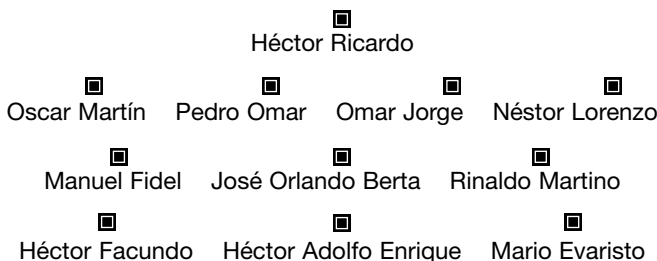 Héctor Ricardo
Oscar Martín Pedro Omar Omar Jorge Néstor Lorenzo
Manuel Fidel José Orlando Berta Rinaldo Martino
Héctor Facundo Héctor Adolfo Enrique Mario Evaristo